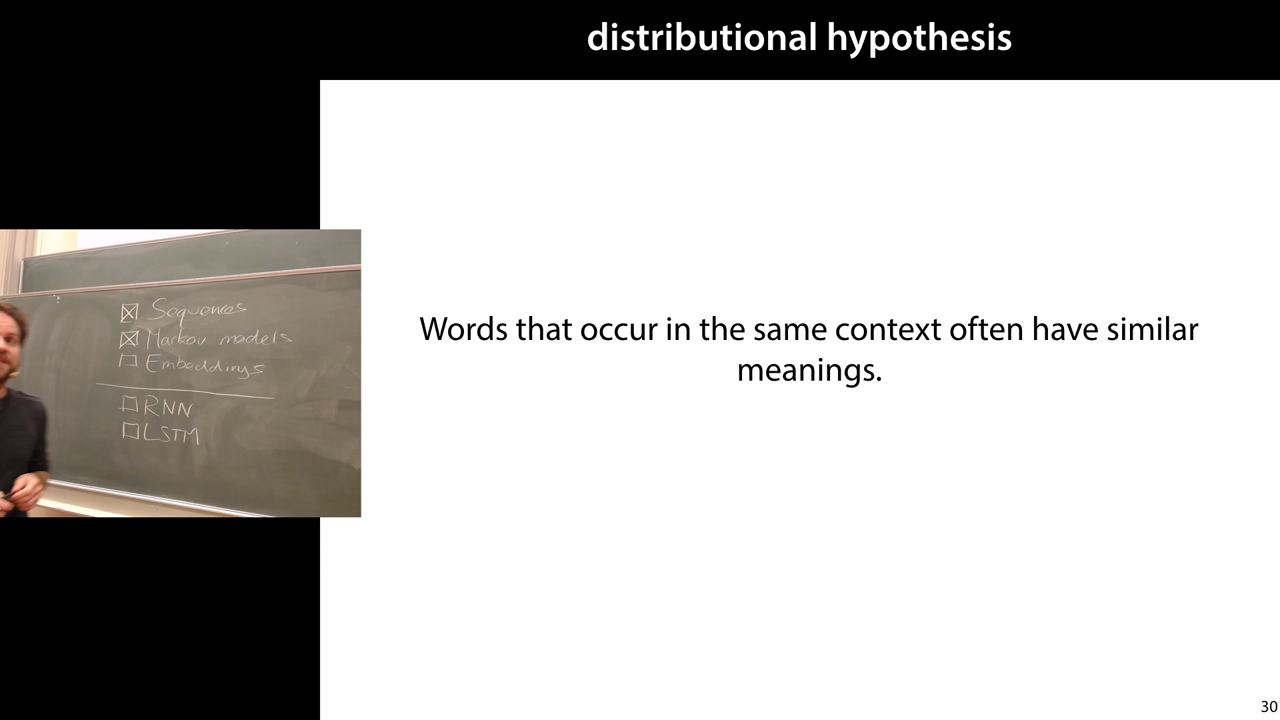 distributional hypothesis
Sequences
Markov models
Embeddings
RNN
LSTM
Words that occur in the same context often have similar
meanings.
30